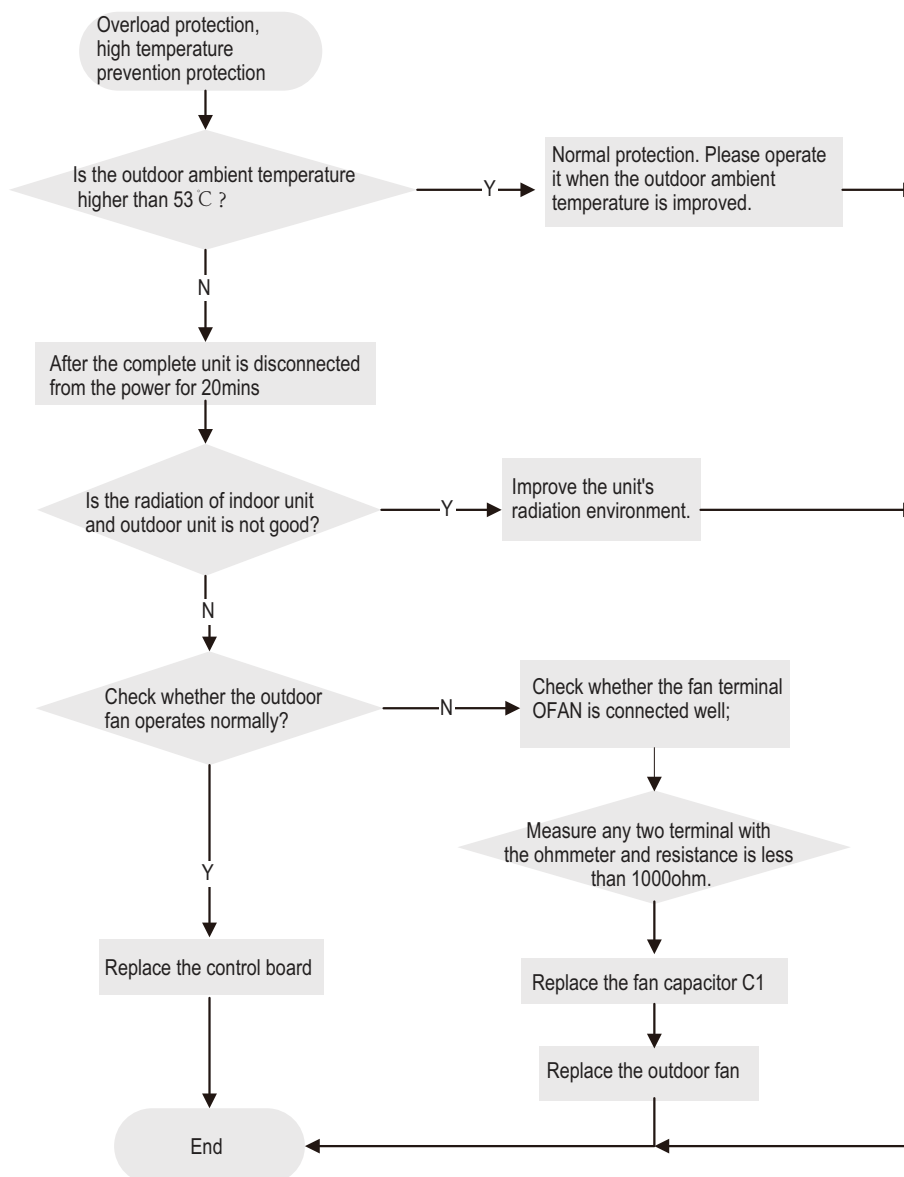 Overload protection,
high temperature
prevention protection
Is the outdoor ambient temperature
higher than 53℃ ?
Y
Normal protection. Please operate
it when the outdoor ambient
temperature is improved.
N
After the complete unit is disconnected
from the power for 20mins
Is the radiation of indoor unit
and outdoor unit is not good?
Y
Improve the unit's
radiation environment.
N
Check whether the outdoor
fan operates normally?
N
Check whether the fan terminal
OFAN is connected well;
Measure any two terminal with
the ohmmeter and resistance is less
than 1000ohm.
Y
Replace the control board
Replace the fan capacitor C1
Replace the outdoor fan
End